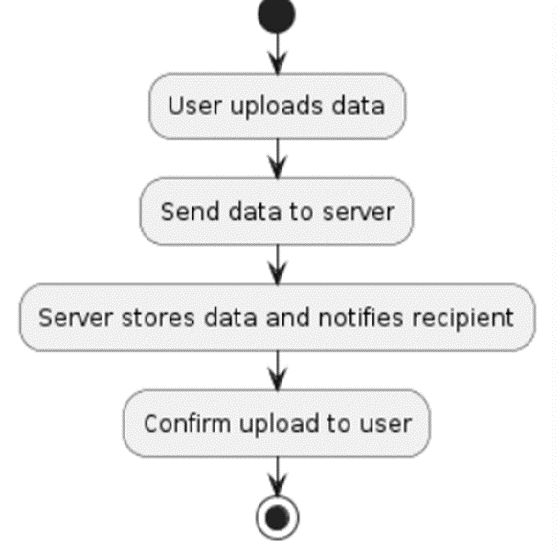 User uploads data
Send data to server
Server stores data and notifies recipient
Confirm upload to user